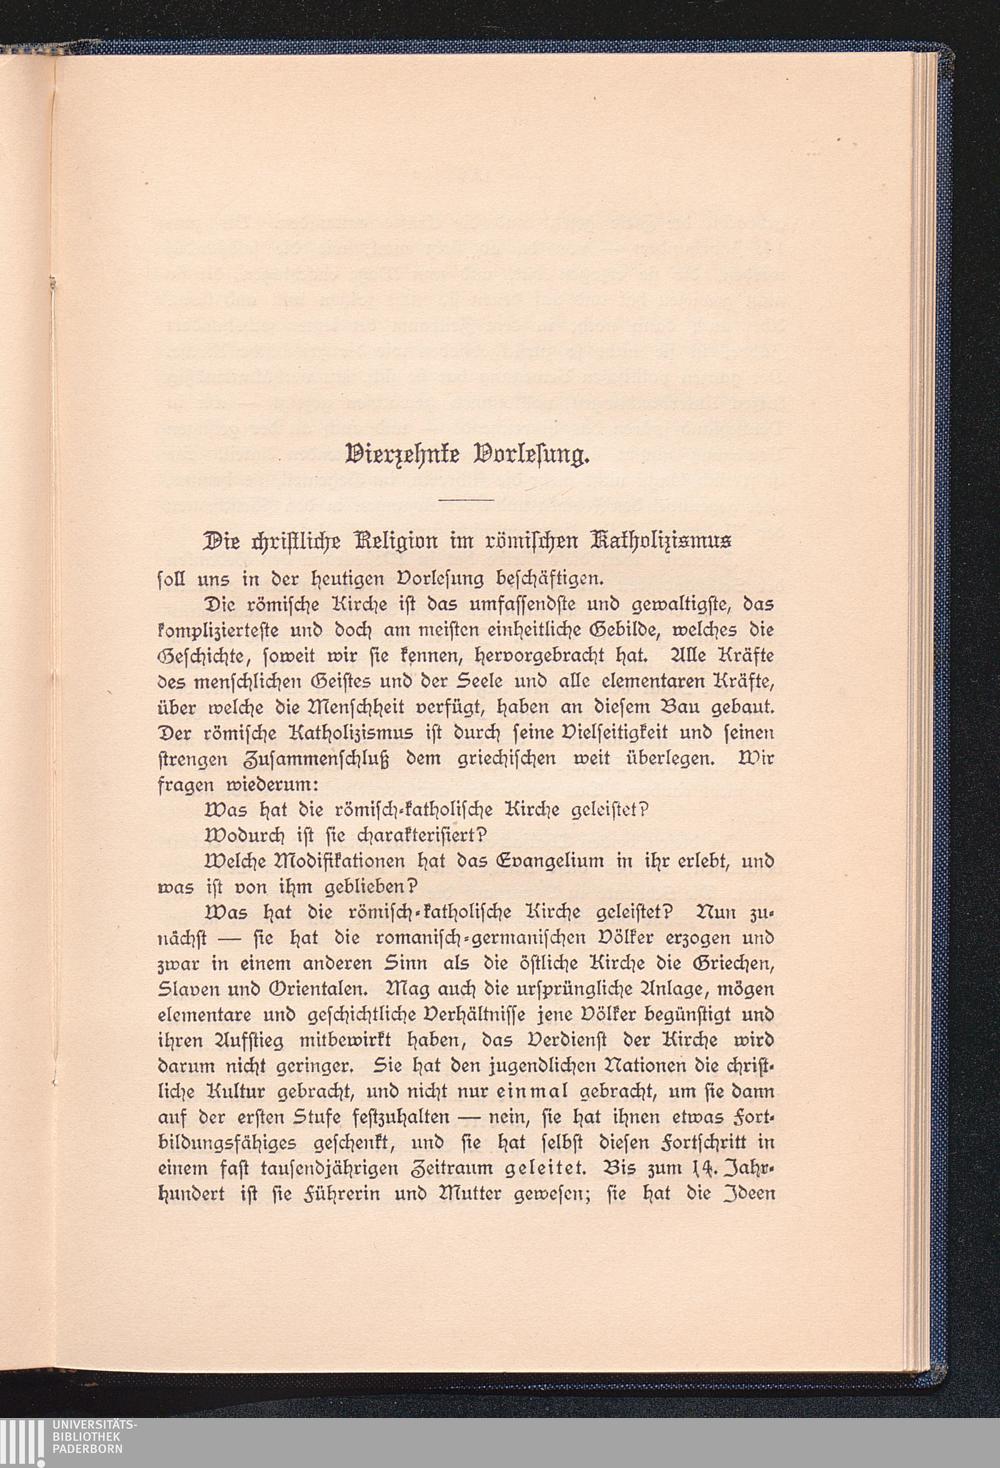 Vierzehnte Vorlesung.
Die christliche Religion im römischen Katholizismus
soll uns in der heutigen Vorlesung beschäftigen.
Die römische Kirche ist das umfassendste und gewaltigste, das
komplizierteste und doch am meisten einheitliche Gebilde, welches die
Geschichte, soweit wir sie kennen, hervorgebracht hat. Alle Kräfte
des menschlichen Geistes und der Seele und alle elementaren Kräfte,
über welche die Menschheit verfügt, haben an diesem Bau gebaut.
Der römische Katholizismus ist durch seine Vielseitigkeit und seinen
strengen Zusammenschluß dem griechischen weit überlegen. Wir
fragen wiederum:
Was hat die römisch-katholische Kirche geleistet?
Wodurch ist sie charakterisiert?
Welche Modifikationen hat das Evangelium in ihr erlebt, und
was ist von ihm geblieben?
Was hat die römisch-katholische Kirche geleistet? Nun zu-
nächst — sie hat die romanisch-germanischen Völker erzogen und
zwar in einem anderen Sinn als die östliche Kirche die Griechen,
Slaven und Orientalen. Mag auch die ursprüngliche Anlage, mögen
elementare und geschichtliche Verhältnisse jene Völker begünstigt und
ihren Aufstieg mitbewirkt haben, das Verdienst der Kirche wird
darum nicht geringer. Sie hat den jugendlichen Nationen die christ-
liche Kultur gebracht, und nicht nur einmal gebracht, um sie dann
auf der ersten Stufe festzuhalten — nein, sie hat ihnen etwas Fort-
bildungsfähiges geschenkt, und sie hat selbst diesen Fortschritt in
einem fast tausendjährigen Zeitraum geleitet. Bis zum 14. Jahr-
hundert ist sie Führerin und Mutter gewesen; sie hat die Ideen
UNIVERSITÄTS-
BIBLIOTHEK
PADERBORN